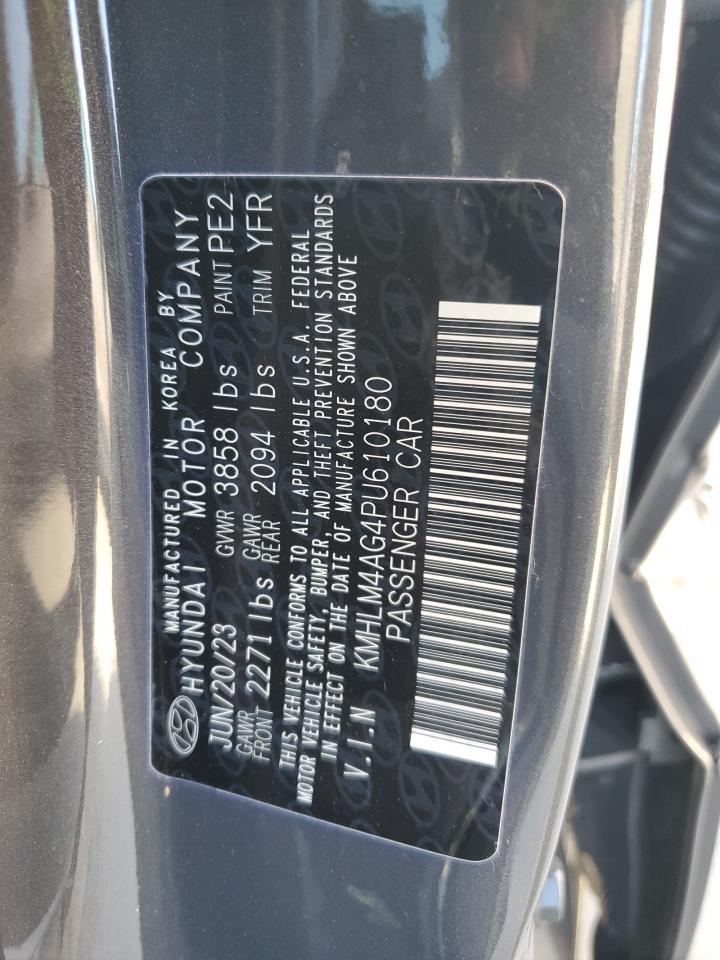 MANUFACTURED IN KOREA BY
HYUNDAI MOTOR COMPANY
JUN/20/23 GVWR 3858 lbs PAINT PE2
GAWR FRONT 2271 lbs GAWR REAR 2094 lbs TRIM YFR
THIS VEHICLE CONFORMS TO ALL APPLICABLE U.S.A. FEDERAL
MOTOR VEHICLE SAFETY, BUMPER, AND THEFT PREVENTION STANDARDS
IN EFFECT ON THE DATE OF MANUFACTURE SHOWN ABOVE
V.I.N KMHLM4AG4PU610180
PASSENGER CAR